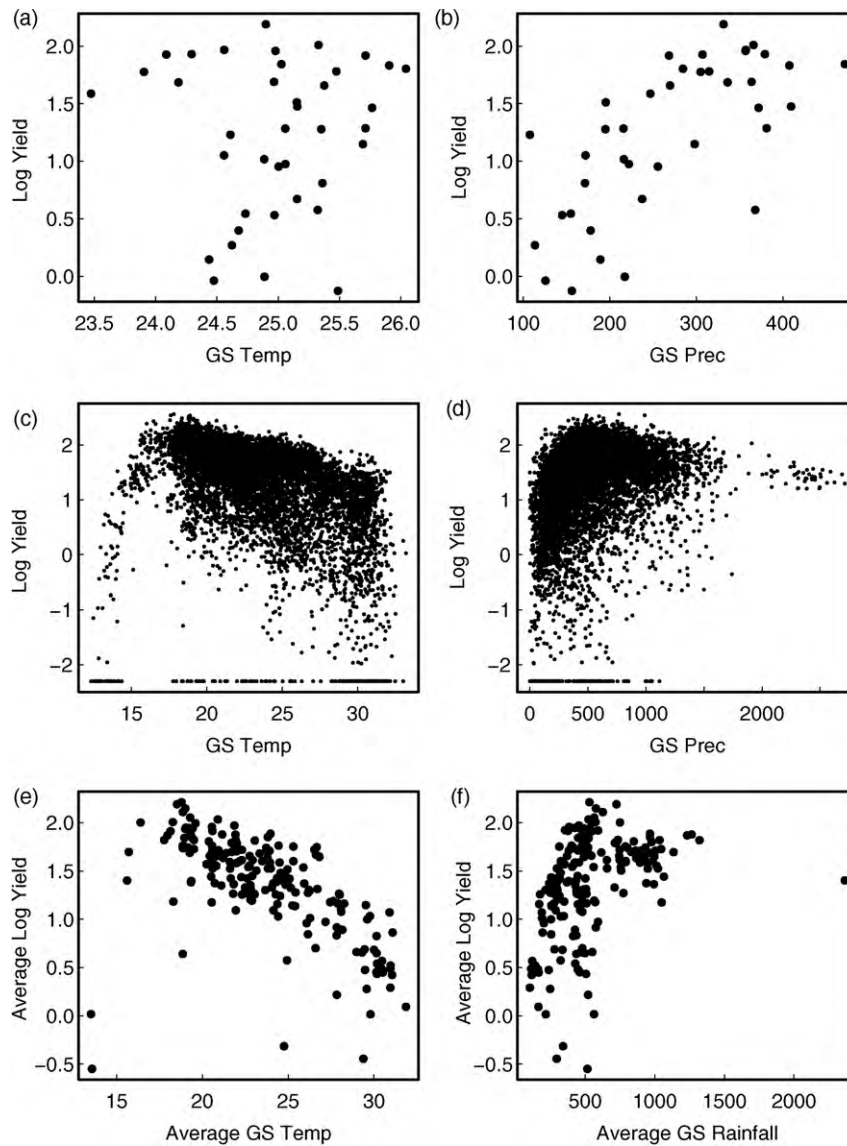 (a)
2.0
1.5
1.0
0.5
0.0
Log Yield
23.5 24.0 24.5 25.0 25.5 26.0
GS Temp
(b)
2.0
1.5
1.0
0.5
0.0
Log Yield
100 200 300 400
GS Prec
(c)
2
1
0
−1
−2
Log Yield
15 20 25 30
GS Temp
(d)
2
1
0
−1
−2
Log Yield
0 500 1000 2000
GS Prec
(e)
2.0
1.5
1.0
0.5
0.0
−0.5
Average Log Yield
15 20 25 30
Average GS Temp
(f)
2.0
1.5
1.0
0.5
0.0
−0.5
Average Log Yield
500 1000 1500 2000
Average GS Rainfall